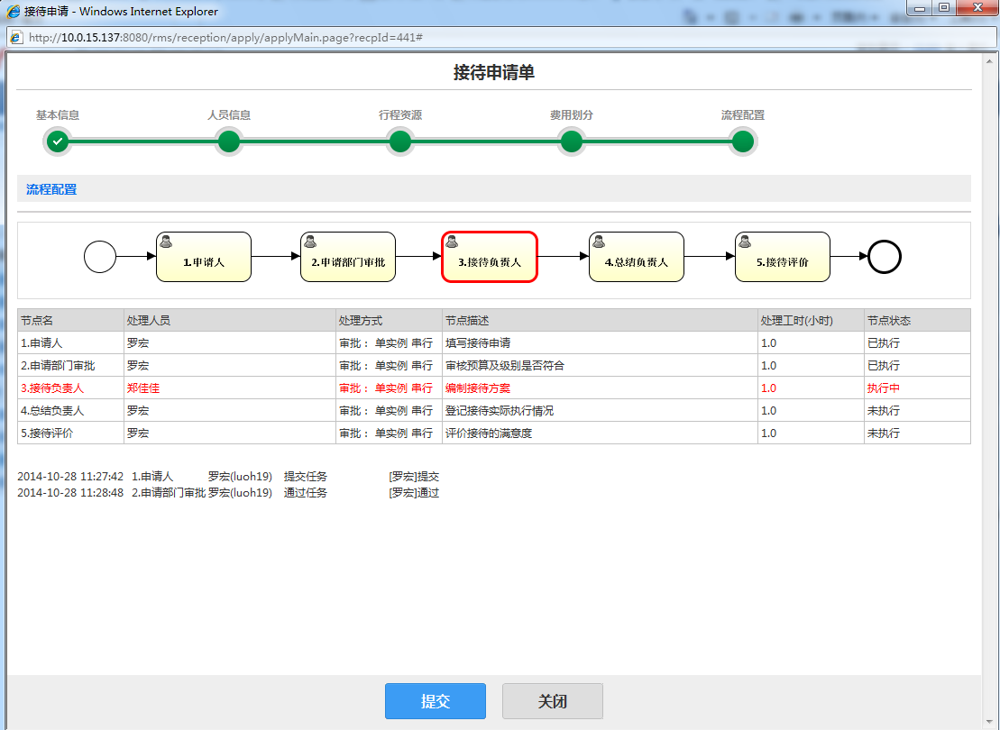 接待申请 - Windows Internet Explorer
http://10.0.15.137:8080/rms/reception/apply/applyMain.page?recpId=441#
接待申请单
基本信息 人员信息 行程资源 费用划分 流程配置
流程配置
1.申请人 2.申请部门审批 3.接待负责人 4.总结负责人 5.接待评价
节点名 处理人员 处理方式 节点描述 处理工时(小时) 节点状态
1.申请人 罗宏 审批： 单实例 串行 填写接待申请 1.0 已执行
2.申请部门审批 罗宏 审批： 单实例 串行 审核预算及级别是否符合 1.0 已执行
3.接待负责人 郑佳佳 审批： 单实例 串行 编制接待方案 1.0 执行中
4.总结负责人 罗宏 审批： 单实例 串行 登记接待实际执行情况 1.0 未执行
5.接待评价 罗宏 审批： 单实例 串行 评价接待的满意度 1.0 未执行
2014-10-28 11:27:42 1.申请人 罗宏(luoh19) 提交任务 [罗宏]提交
2014-10-28 11:28:48 2.申请部门审批 罗宏(luoh19) 通过任务 [罗宏]通过
提交 关闭